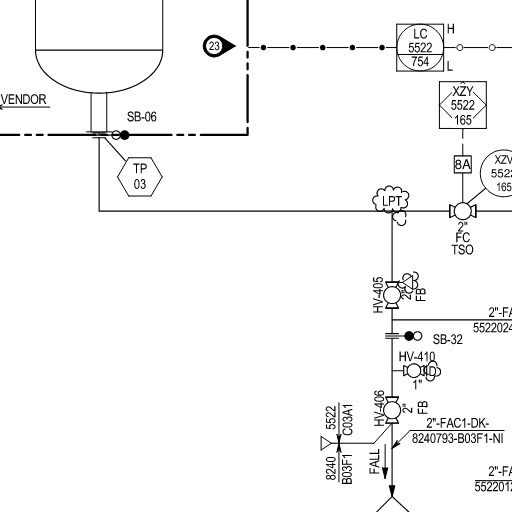 23
LC
5522
754
H
L
VENDOR
SB-06
XZY
5522
165
TP
03
8A
XZV
5522
165
LPT
2"
FC
TSO
HV-405
2"
FB
2"-FA
5522024
SB-32
HV-410
1"
HV-406
2"
FB
5522
C03A1
8240
B03F1
2"-FAC1-DK-
8240793-B03F1-NI
FALL
2"-FA
5522012